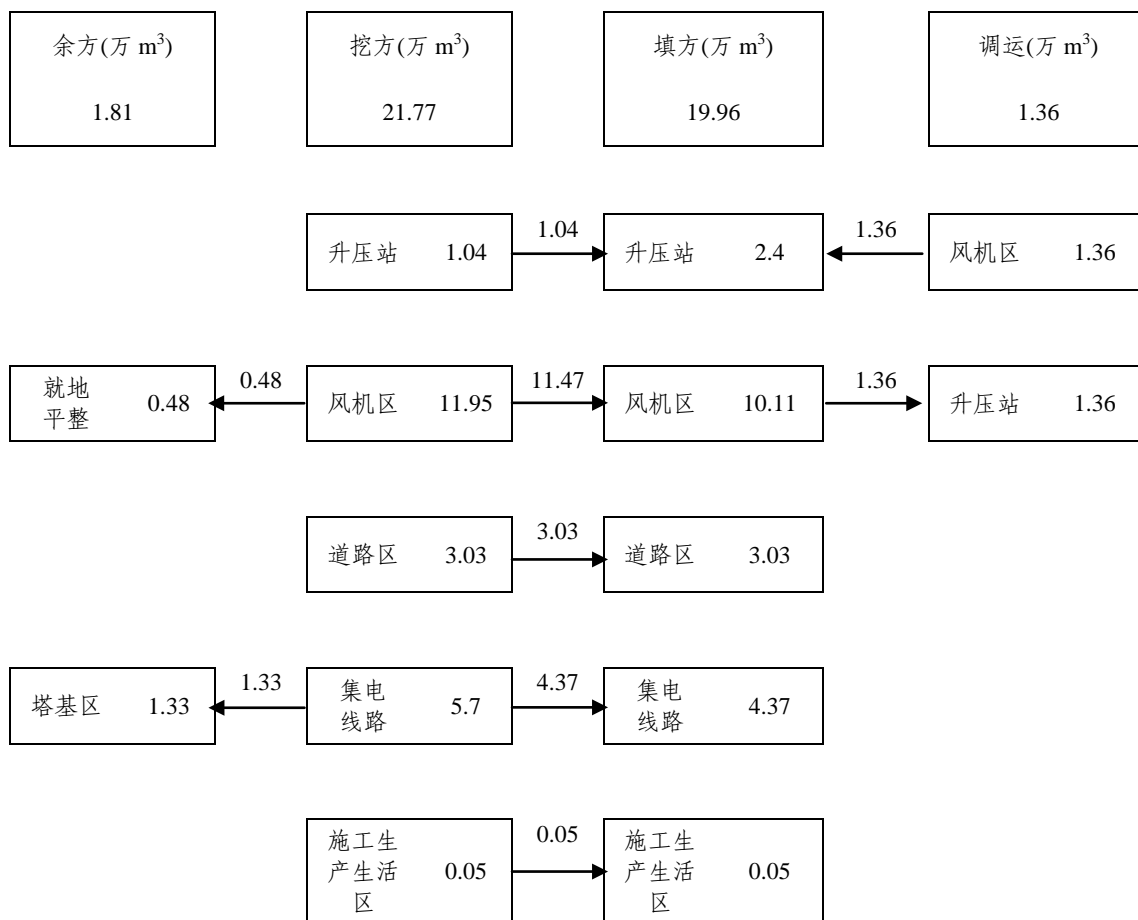 余方(万 m³) 挖方(万 m³) 填方(万 m³) 调运(万 m³)
1.81 21.77 19.96 1.36
1.04 1.36
升压站 1.04 升压站 2.4 风机区 1.36
0.48 11.47 1.36
就地
平整 0.48 风机区 11.95 风机区 10.11 升压站 1.36
3.03
道路区 3.03 道路区 3.03
1.33 4.37
塔基区 1.33 集电
线路 5.7 集电
线路 4.37
0.05
施工生
产生活
区 0.05 施工生
产生活
区 0.05